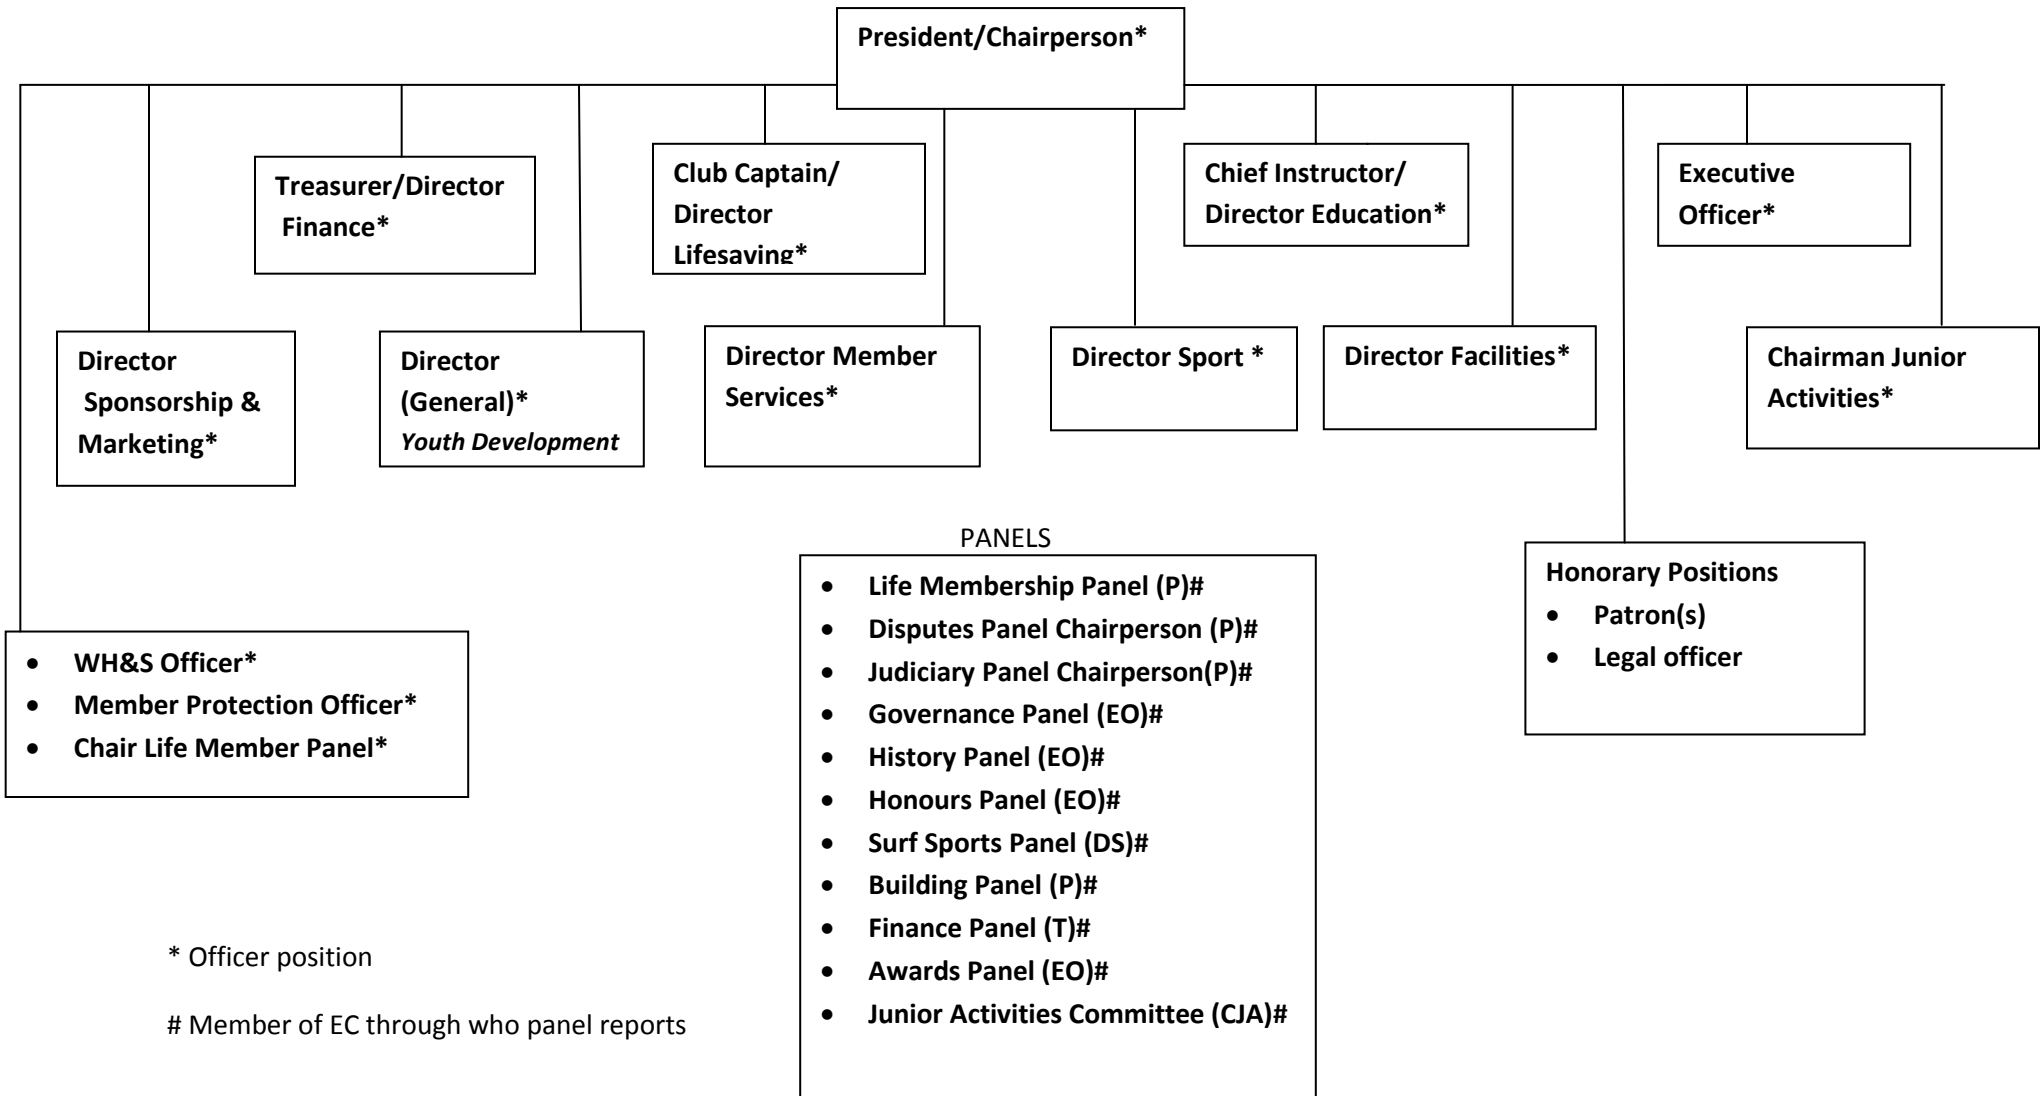 President/Chairperson*
Treasurer/Director
Finance*
Club Captain/
Director
Lifesaving*
Chief Instructor/
Director Education*
Executive
Officer*
Director
Sponsorship &
Marketing*
Director
(General)*
Youth Development
Director Member
Services*
Director Sport *
Director Facilities*
Chairman Junior
Activities*
PANELS
• Life Membership Panel (P)#
• Disputes Panel Chairperson (P)#
• Judiciary Panel Chairperson(P)#
• Governance Panel (EO)#
• History Panel (EO)#
• Honours Panel (EO)#
• Surf Sports Panel (DS)#
• Building Panel (P)#
• Finance Panel (T)#
• Awards Panel (EO)#
• Junior Activities Committee (CJA)#
Honorary Positions
• Patron(s)
• Legal officer
• WH&S Officer*
• Member Protection Officer*
• Chair Life Member Panel*
* Officer position
# Member of EC through who panel reports